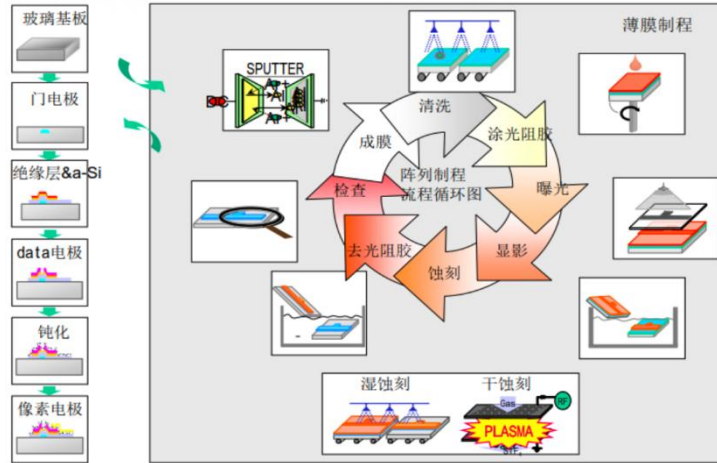 玻璃基板
门电极
绝缘层&a-Si
data电极
钝化
像素电极
薄膜制程
SPUTTER
清洗
涂光阻胶
曝光
显影
蚀刻
去光阻胶
检查
成膜
阵列制程
流程循环图
湿蚀刻
干蚀刻
Gas
RF
PLASMA